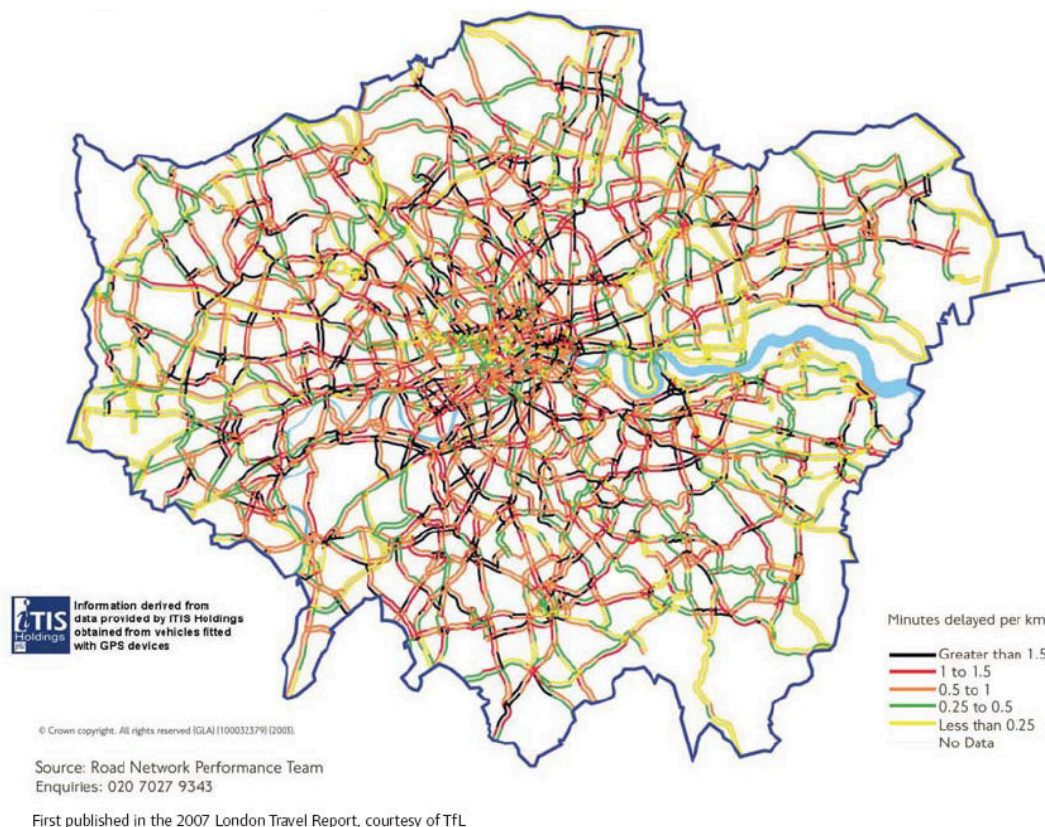 iTIS
Holdings
plc
Information derived from
data provided by ITIS Holdings
obtained from vehicles fitted
with GPS devices
Minutes delayed per km
Greater than 1.5
1 to 1.5
0.5 to 1
0.25 to 0.5
Less than 0.25
No Data
© Crown copyright. All rights reserved (GLA) (100032379) (2003).
Source: Road Network Performance Team
Enquiries: 020 7027 9343
First published in the 2007 London Travel Report, courtesy of TfL